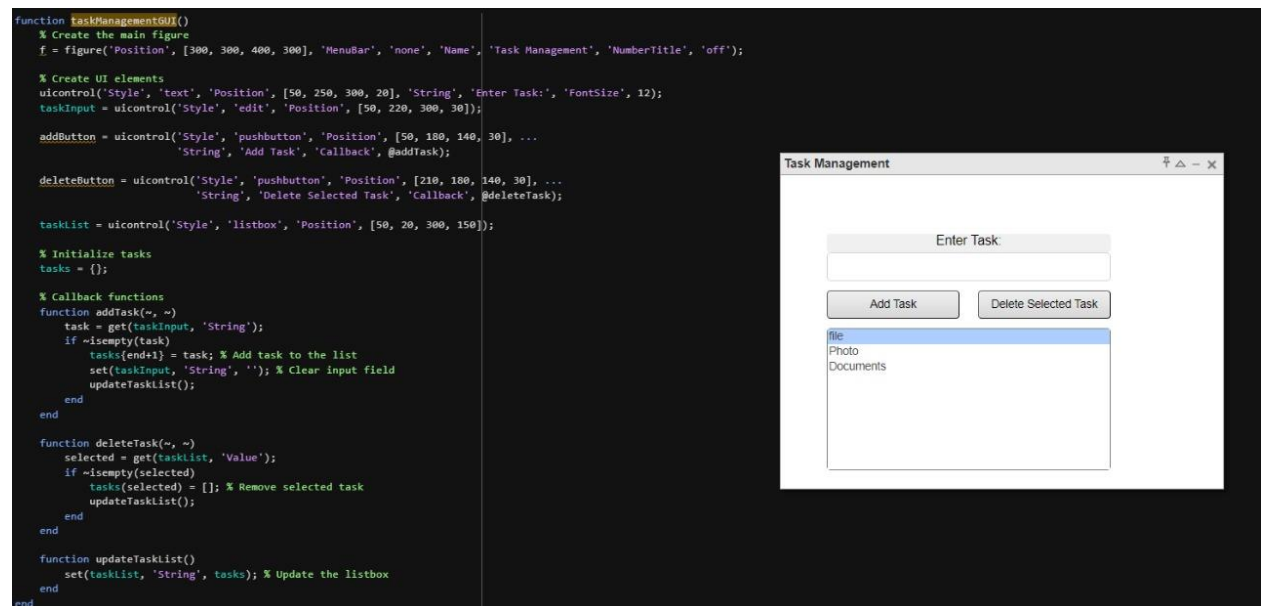 function taskManagementGUI()
% Create the main figure
f = figure('Position', [300, 300, 400, 300], 'MenuBar', 'none', 'Name', 'Task Management', 'NumberTitle', 'off');
% Create UI elements
uicontrol('Style', 'text', 'Position', [50, 250, 300, 20], 'String', 'Enter Task:', 'FontSize', 12);
taskInput = uicontrol('Style', 'edit', 'Position', [50, 220, 300, 30]);
addButton = uicontrol('Style', 'pushbutton', 'Position', [50, 180, 140, 30], ...
'String', 'Add Task', 'Callback', @addTask);
deleteButton = uicontrol('Style', 'pushbutton', 'Position', [210, 180, 140, 30], ...
'String', 'Delete Selected Task', 'Callback', @deleteTask);
taskList = uicontrol('Style', 'listbox', 'Position', [50, 20, 300, 150]);
% Initialize tasks
tasks = {};
% Callback functions
function addTask(~, ~)
task = get(taskInput, 'String');
if ~isempty(task)
tasks{end+1} = task; % Add task to the list
set(taskInput, 'String', ''); % Clear input field
updateTaskList();
end
end
function deleteTask(~, ~)
selected = get(taskList, 'Value');
if ~isempty(selected)
tasks(selected) = []; % Remove selected task
updateTaskList();
end
end
function updateTaskList()
set(taskList, 'String', tasks); % Update the listbox
end
end
Task Management
Enter Task:
Add Task
Delete Selected Task
file
Photo
Documents